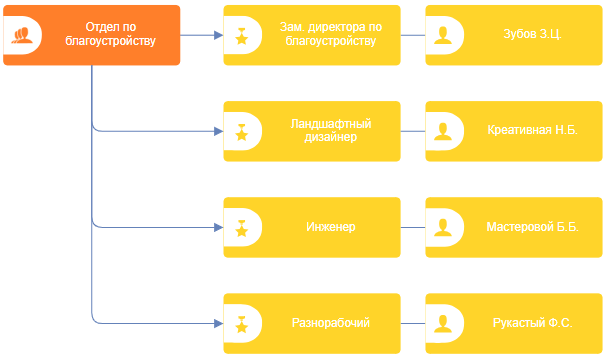 Отдел по
благоустройству
Зам. директора по
благоустройству
Зубов З.Ц.
Ландшафтный
дизайнер
Креативная Н.Б.
Инженер
Мастеровой Б.Б.
Разнорабочий
Рукастый Ф.С.